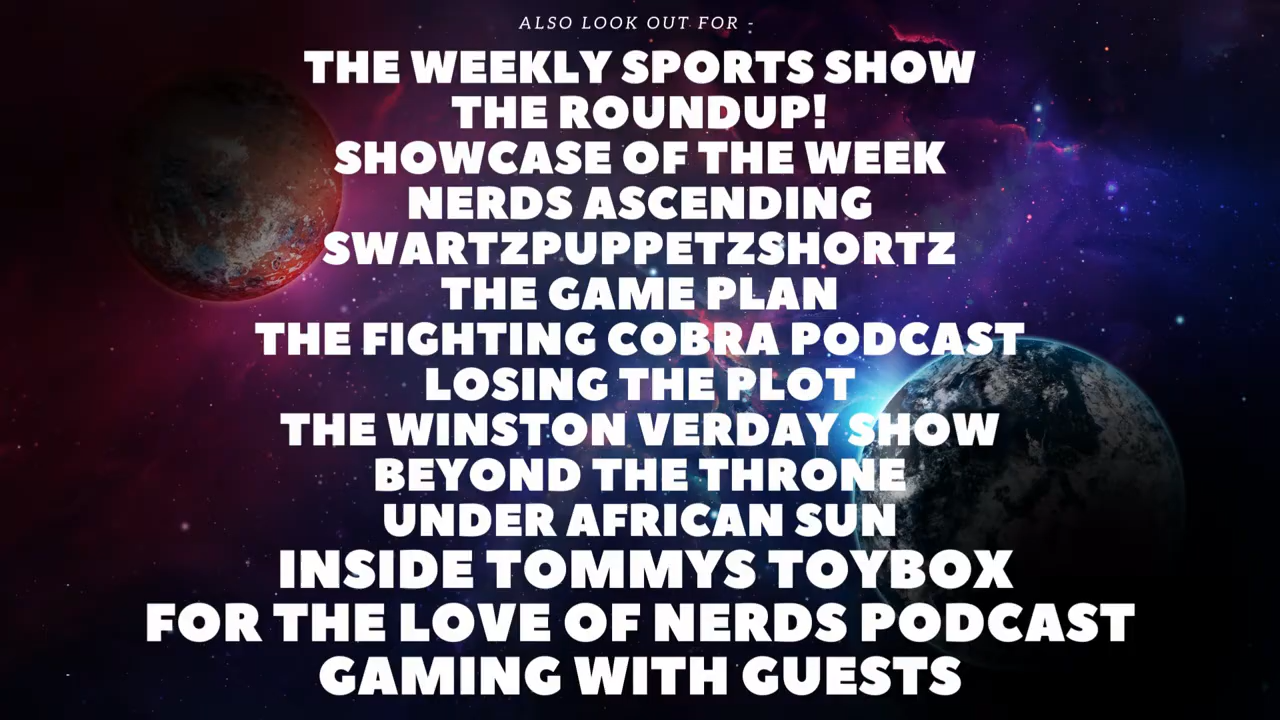 ALSO LOOK OUT FOR -
THE WEEKLY SPORTS SHOW
THE ROUNDUP!
SHOWCASE OF THE WEEK
NERDS ASCENDING
SWARTZPUPPETZSHORTZ
THE GAME PLAN
THE FIGHTING COBRA PODCAST
LOSING THE PLOT
THE WINSTON VERDAY SHOW
BEYOND THE THRONE
UNDER AFRICAN SUN
INSIDE TOMMYS TOYBOX
FOR THE LOVE OF NERDS PODCAST
GAMING WITH GUESTS